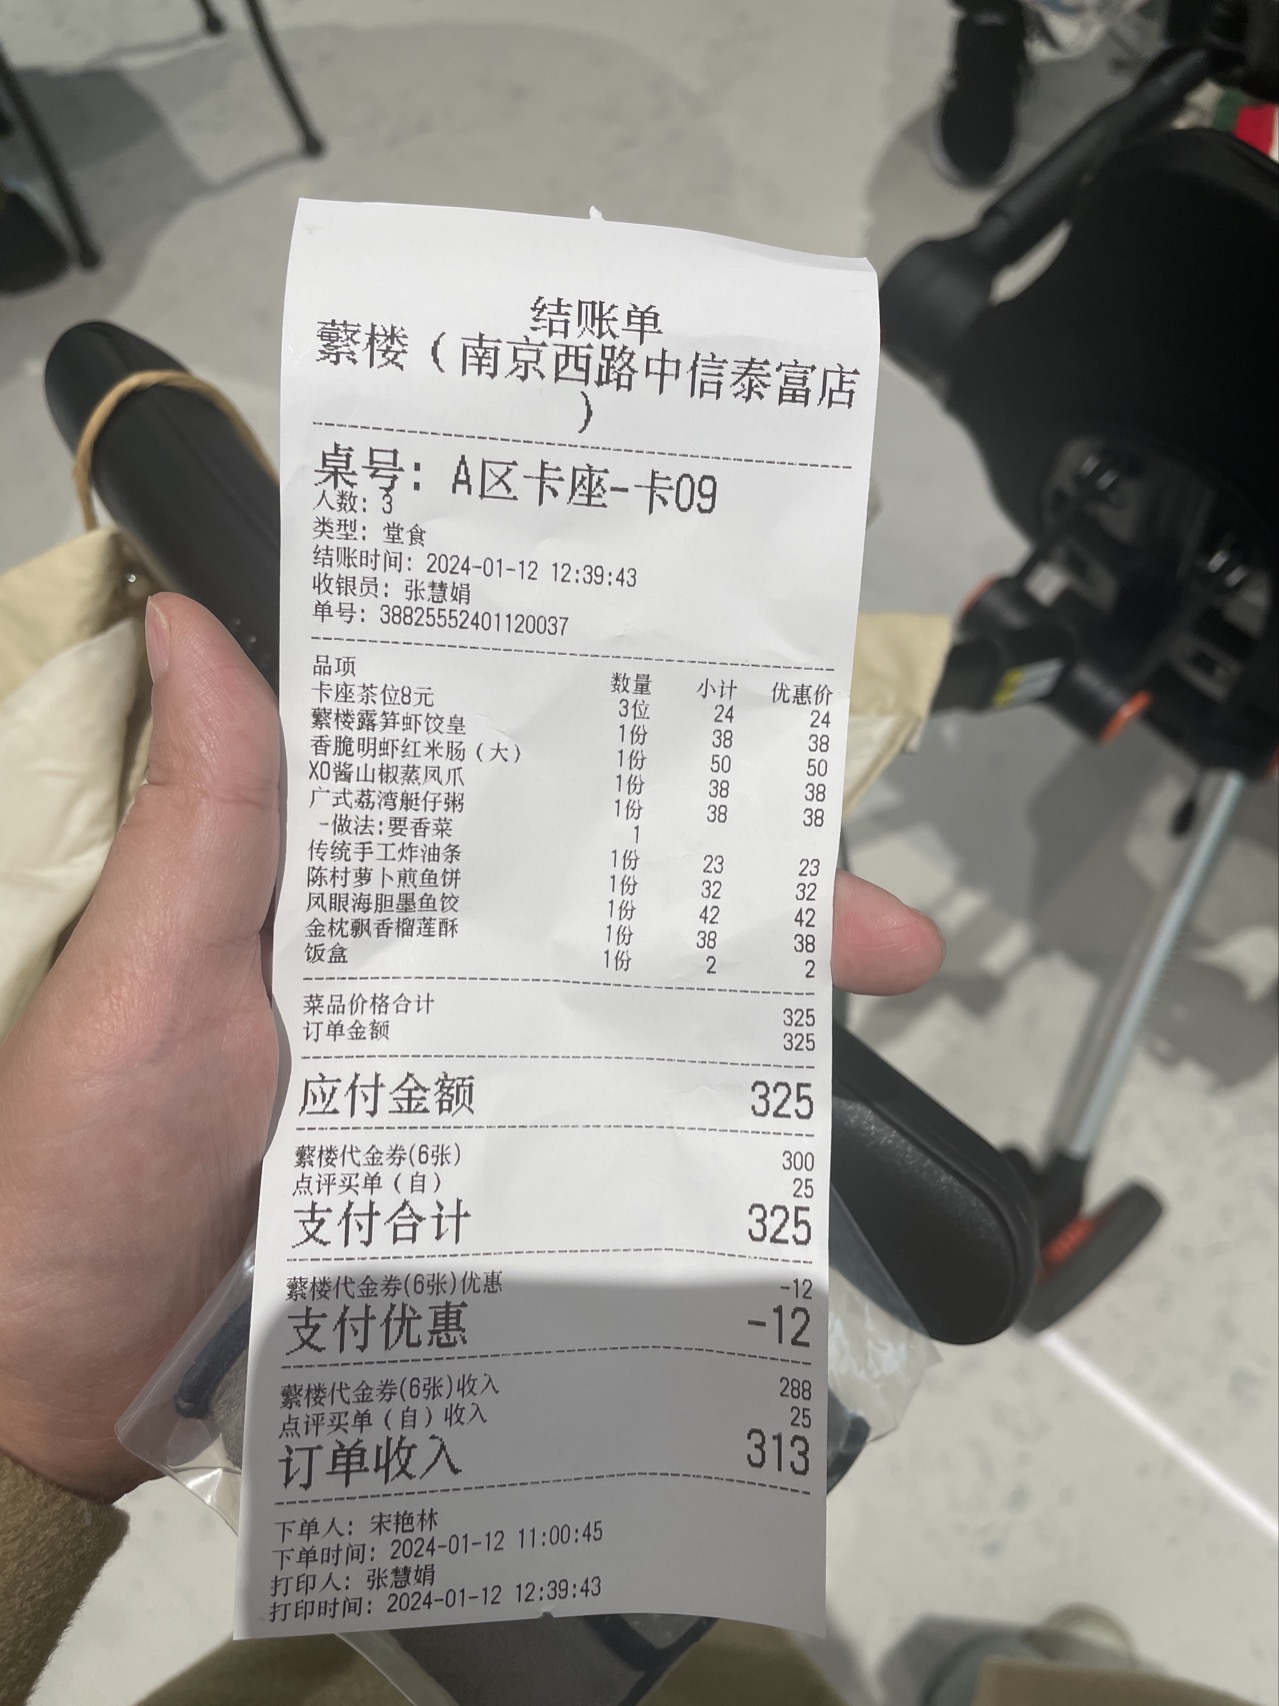 结账单
蘩楼（南京西路中信泰富店
）
桌号: A区卡座-卡09
人数: 3
类型: 堂食
结账时间: 2024-01-12 12:39:43
收银员: 张慧娟
单号: 38825552401120037
品项 数量 小计 优惠价
卡座茶位8元 3位 24 24
蘩楼露笋虾饺皇 1份 38 38
香脆明虾红米肠（大） 1份 50 50
XO酱山椒蒸凤爪 1份 38 38
广式荔湾艇仔粥 1份 38 38
-做法:要香菜 1
传统手工炸油条 1份 23 23
陈村萝卜煎鱼饼 1份 32 32
凤眼海胆墨鱼饺 1份 42 42
金枕飘香榴莲酥 1份 38 38
饭盒 1份 2 2
菜品价格合计 325
订单金额 325
应付金额 325
蘩楼代金券(6张) 300
点评买单（自） 25
支付合计 325
蘩楼代金券(6张)优惠 -12
支付优惠 -12
蘩楼代金券(6张)收入 288
点评买单（自）收入 25
订单收入 313
下单人: 宋艳林
下单时间: 2024-01-12 11:00:45
打印人: 张慧娟
打印时间: 2024-01-12 12:39:43